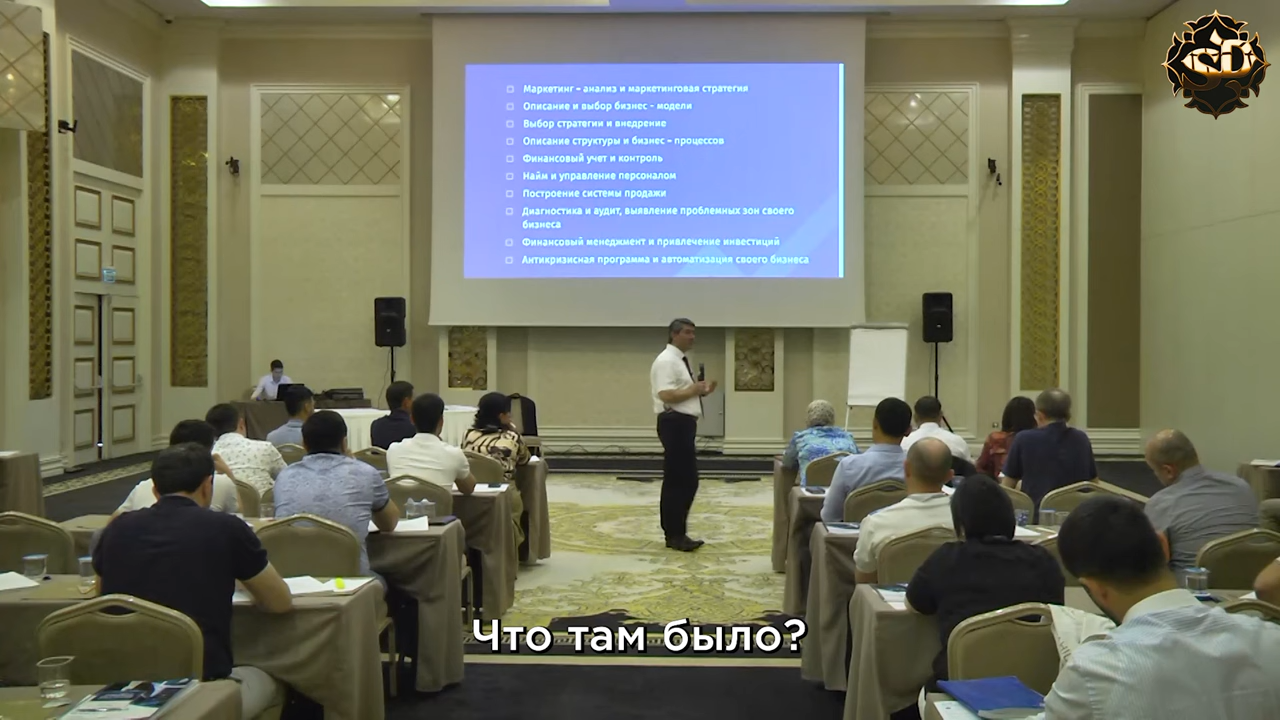 SD
Маркетинг – анализ и маркетинговая стратегия
Описание и выбор бизнес - модели
Выбор стратегии и внедрение
Описание структуры и бизнес – процессов
Финансовый учет и контроль
Найм и управление персоналом
Построение системы продажи
Диагностика и аудит, выявление проблемных зон своего
бизнеса
Финансовый менеджмент и привлечение инвестиций
Антикризисная программа и автоматизация своего бизнеса
Что там было?